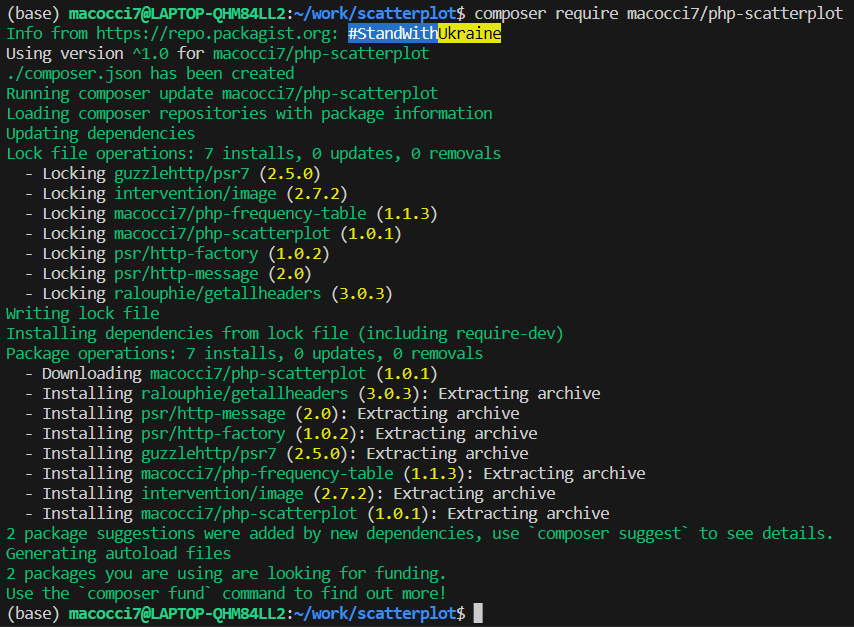 (base) macocci7@LAPTOP-QHM84LL2:~/work/scatterplot$ composer require macocci7/php-scatterplot
Info from https://repo.packagist.org: #StandWithUkraine
Using version ^1.0 for macocci7/php-scatterplot
./composer.json has been created
Running composer update macocci7/php-scatterplot
Loading composer repositories with package information
Updating dependencies
Lock file operations: 7 installs, 0 updates, 0 removals
  - Locking guzzlehttp/psr7 (2.5.0)
  - Locking intervention/image (2.7.2)
  - Locking macocci7/php-frequency-table (1.1.3)
  - Locking macocci7/php-scatterplot (1.0.1)
  - Locking psr/http-factory (1.0.2)
  - Locking psr/http-message (2.0)
  - Locking ralouphie/getallheaders (3.0.3)
Writing lock file
Installing dependencies from lock file (including require-dev)
Package operations: 7 installs, 0 updates, 0 removals
  - Downloading macocci7/php-scatterplot (1.0.1)
  - Installing ralouphie/getallheaders (3.0.3): Extracting archive
  - Installing psr/http-message (2.0): Extracting archive
  - Installing psr/http-factory (1.0.2): Extracting archive
  - Installing guzzlehttp/psr7 (2.5.0): Extracting archive
  - Installing macocci7/php-frequency-table (1.1.3): Extracting archive
  - Installing intervention/image (2.7.2): Extracting archive
  - Installing macocci7/php-scatterplot (1.0.1): Extracting archive
2 package suggestions were added by new dependencies, use `composer suggest` to see details.
Generating autoload files
2 packages you are using are looking for funding.
Use the `composer fund` command to find out more!
(base) macocci7@LAPTOP-QHM84LL2:~/work/scatterplot$